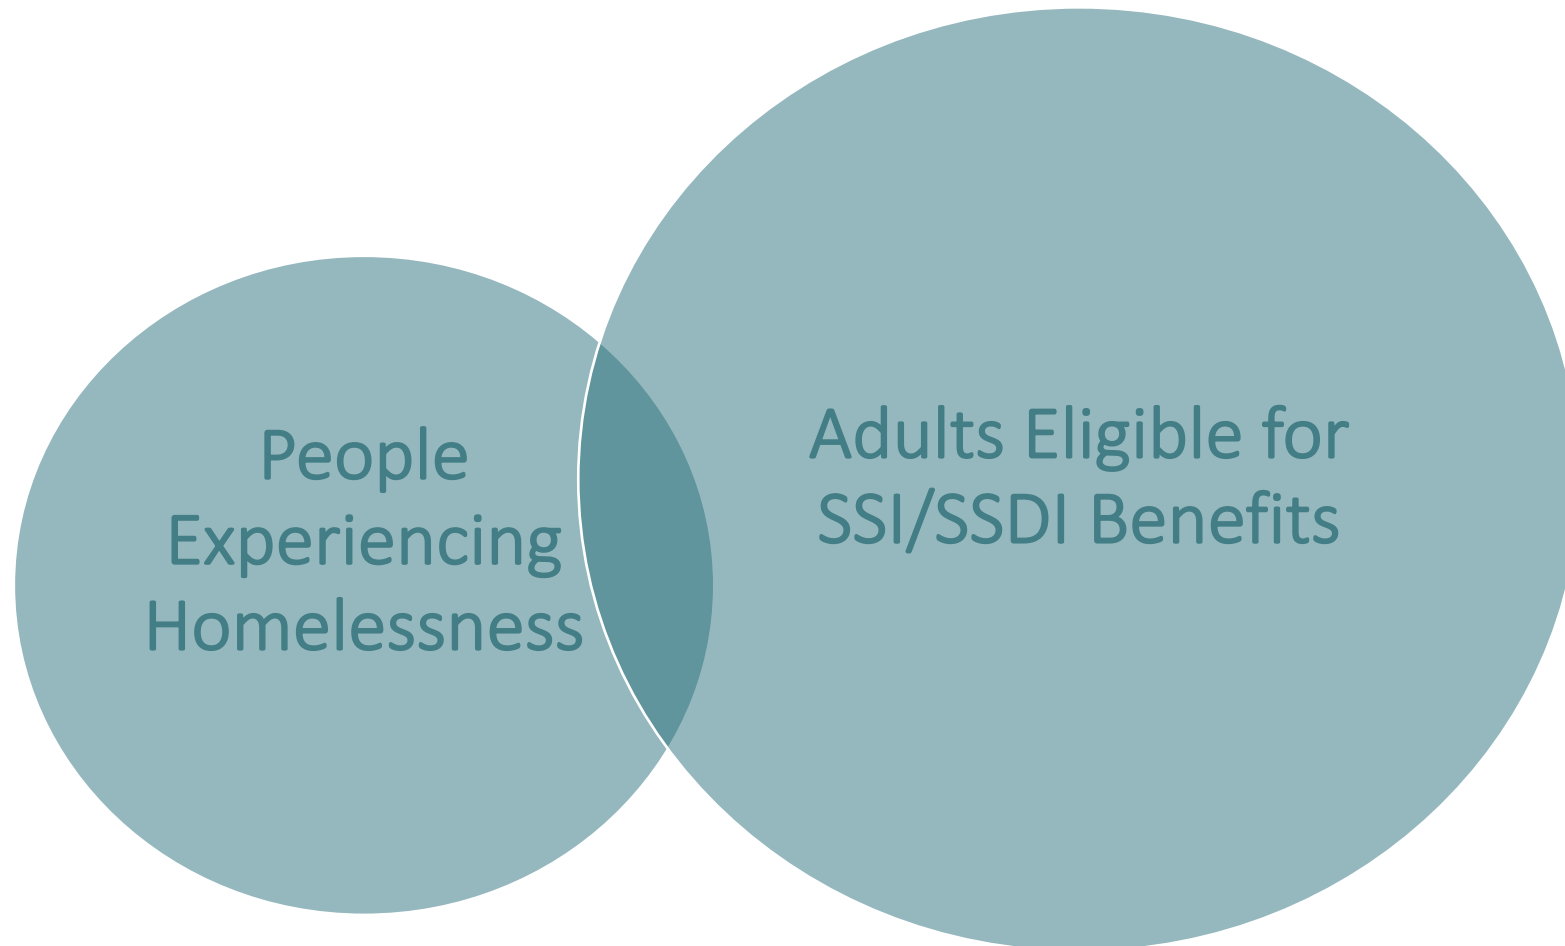 People
Experiencing
Homelessness
Adults Eligible for
SSI/SSDI Benefits